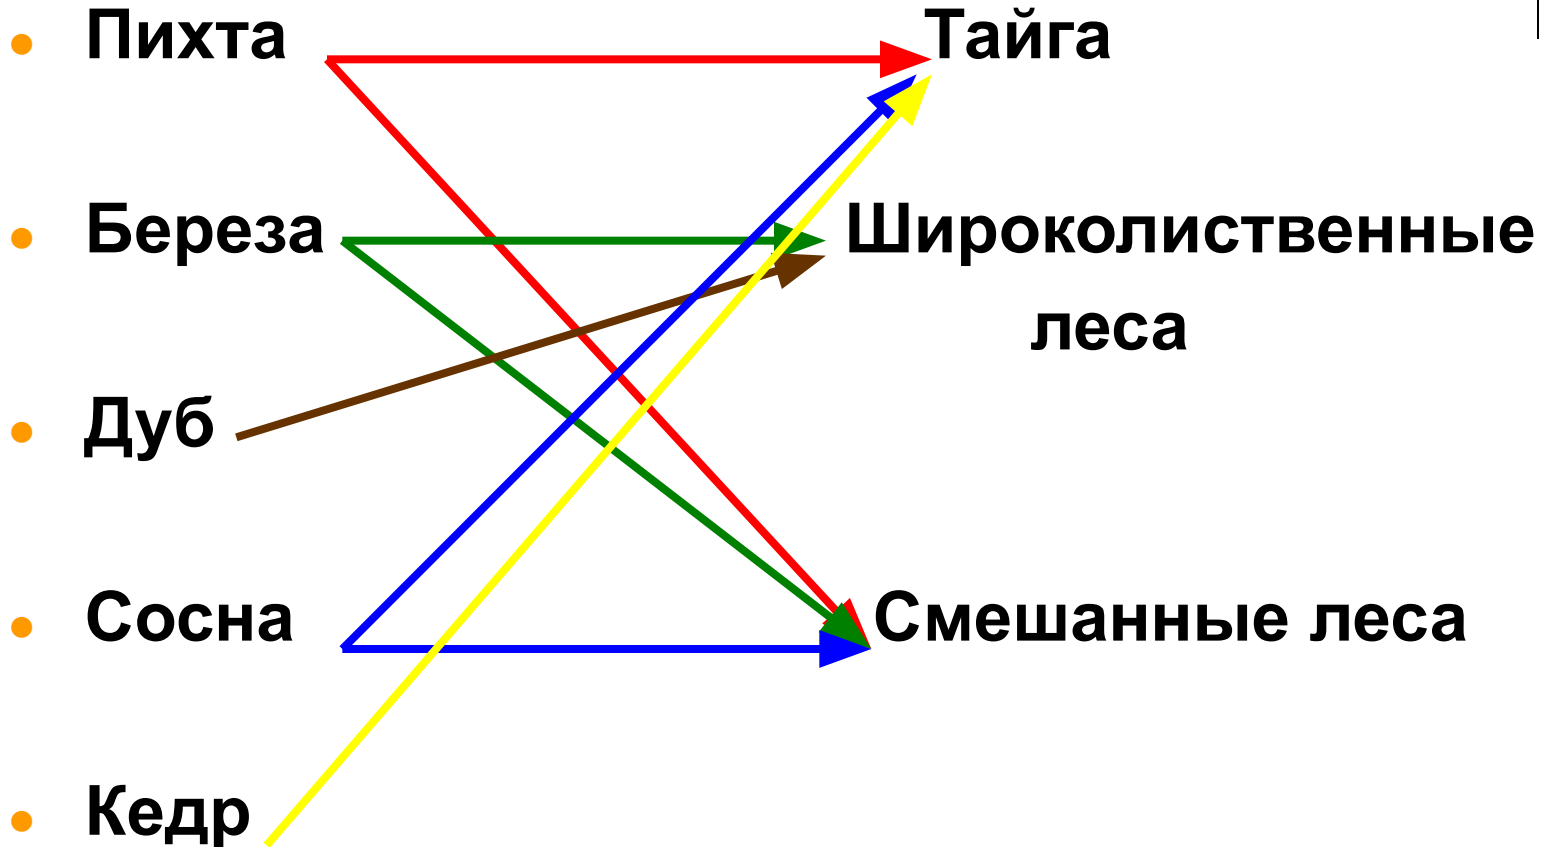 Пихта
Тайга
Береза
Широколиственные
леса
Дуб
Сосна
Смешанные леса
Кедр